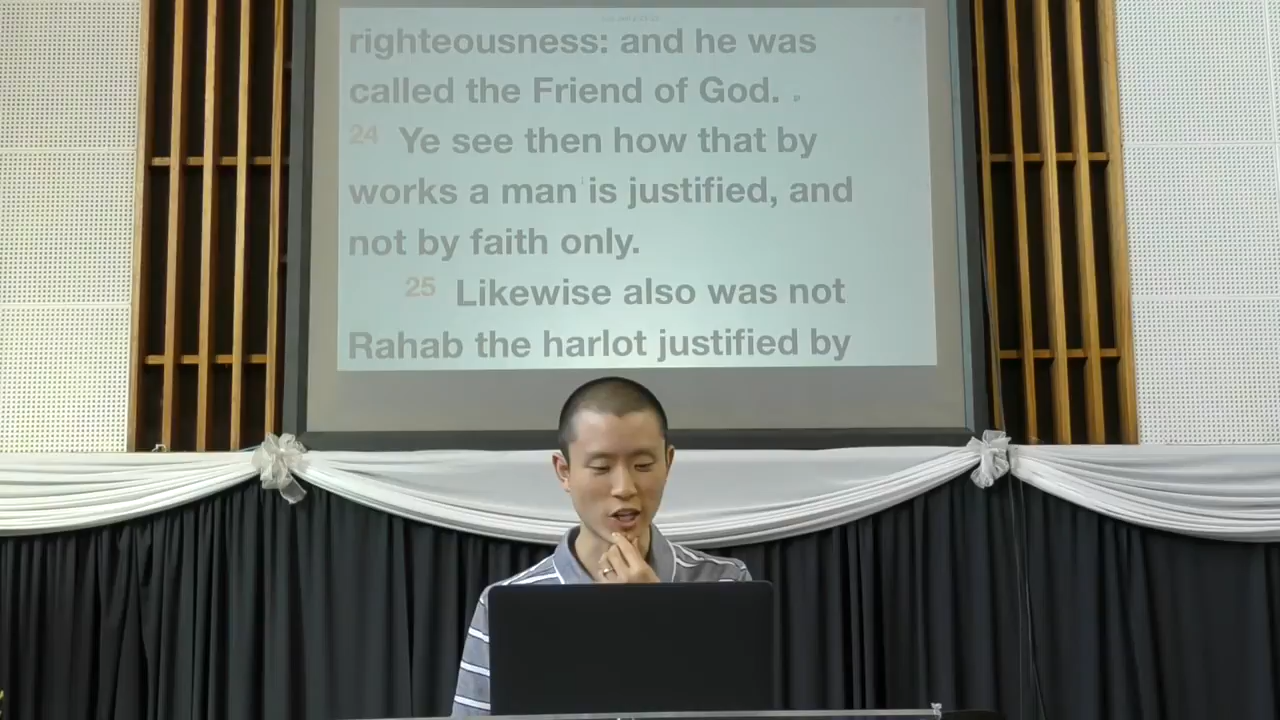 righteousness: and he was
called the Friend of God.
24 Ye see then how that by
works a man is justified, and
not by faith only.
25 Likewise also was not
Rahab the harlot justified by